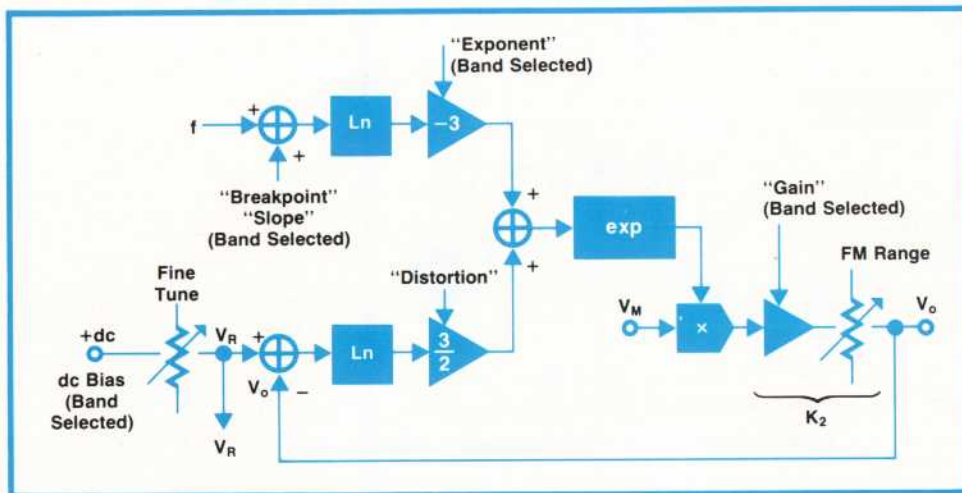 "Exponent"
(Band Selected)
f
+
+
Ln
−3
"Breakpoint"
"Slope"
(Band Selected)
+
+
exp
"Gain"
(Band Selected)
FM Range
Fine
Tune
"Distortion"
V_M
×
V_o
+dc
V_R
+
V_o
−
Ln
3/2
dc Bias
(Band
Selected)
V_R
K_2